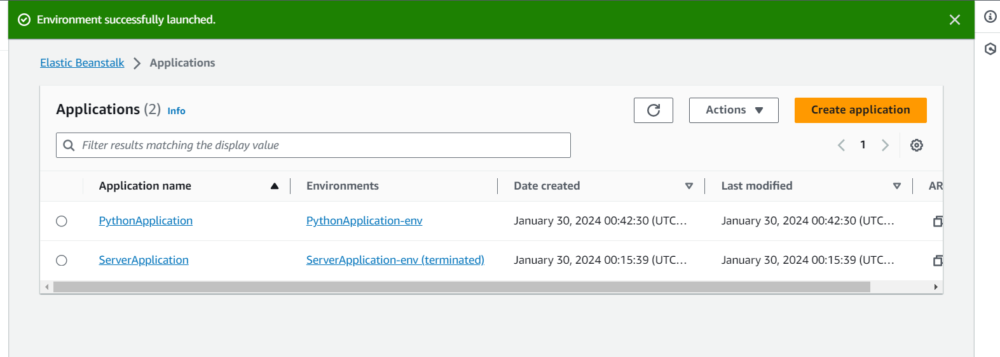 Environment successfully launched.
Elastic Beanstalk Applications
Applications (2) Info
Actions
Create application
Filter results matching the display value
1
Application name Environments Date created Last modified AR
PythonApplication PythonApplication-env January 30, 2024 00:42:30 (UTC... January 30, 2024 00:42:30 (UTC...
ServerApplication ServerApplication-env (terminated) January 30, 2024 00:15:39 (UTC... January 30, 2024 00:15:39 (UTC...